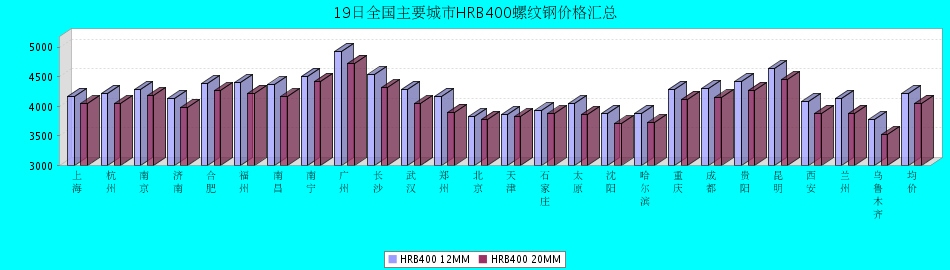 19日全国主要城市HRB400螺纹钢价格汇总
5000
4500
4000
3500
3000
上海
杭州
南京
济南
合肥
福州
南昌
南宁
广州
长沙
武汉
郑州
北京
天津
石家庄
太原
沈阳
哈尔滨
重庆
成都
贵阳
昆明
西安
兰州
乌鲁木齐
均价
HRB400 12MM HRB400 20MM